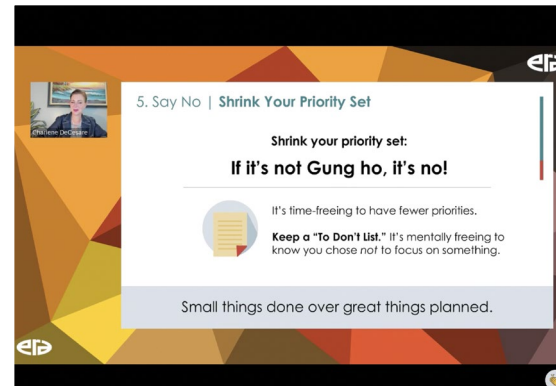 era
Charlene DeCesare
5. Say No | Shrink Your Priority Set
Shrink your priority set:
If it's not Gung ho, it's no!
It's time-freeing to have fewer priorities.
Keep a "To Don't List." It's mentally freeing to
know you chose not to focus on something.
Small things done over great things planned.
era